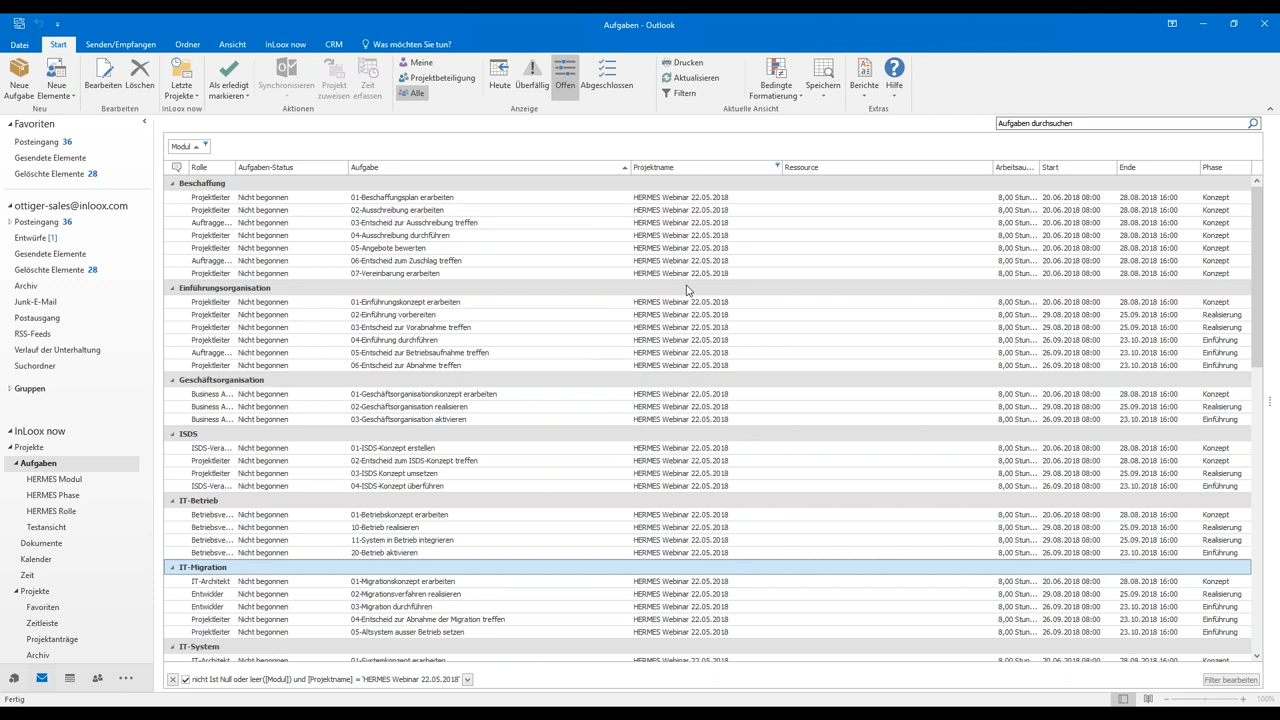 Aufgaben - Outlook
Datei Start Senden/Empfangen Ordner Ansicht InLoox now CRM Was möchten Sie tun?
Neue Aufgabe Neue Elemente Bearbeiten Löschen Letzte Projekte Als erledigt markieren Synchronisieren Projekt zuweisen Zeit erfassen Meine Projektbeteiligung Alle Heute Überfällig Offen Abgeschlossen Drucken Aktualisieren Filtern Bedingte Formatierung Speichern Berichte Hilfe
Neu Bearbeiten InLoox now Aktionen Anzeige Aktuelle Ansicht Extras
Favoriten
Posteingang 36
Gesendete Elemente
Gelöschte Elemente 28
ottiger-sales@inloox.com
Posteingang 36
Entwürfe [1]
Gesendete Elemente
Gelöschte Elemente 28
Archiv
Junk-E-Mail
Postausgang
RSS-Feeds
Verlauf der Unterhaltung
Suchordner
Gruppen
InLoox now
Projekte
Aufgaben
HERMES Modul
HERMES Phase
HERMES Rolle
Testansicht
Dokumente
Kalender
Zeit
Projekte
Favoriten
Zeitleiste
Projektanträge
Archiv
Aufgaben durchsuchen
Modul
Rolle Aufgaben-Status Aufgabe Projektname Ressource Arbeitsau... Start Ende Phase
Beschaffung
Projektleiter Nicht begonnen 01-Beschaffungsplan erarbeiten HERMES Webinar 22.05.2018 8,00 Stun... 20.06.2018 08:00 28.08.2018 16:00 Konzept
Projektleiter Nicht begonnen 02-Ausschreibung erarbeiten HERMES Webinar 22.05.2018 8,00 Stun... 20.06.2018 08:00 28.08.2018 16:00 Konzept
Auftragge... Nicht begonnen 03-Entscheid zur Ausschreibung treffen HERMES Webinar 22.05.2018 8,00 Stun... 20.06.2018 08:00 28.08.2018 16:00 Konzept
Projektleiter Nicht begonnen 04-Ausschreibung durchführen HERMES Webinar 22.05.2018 8,00 Stun... 20.06.2018 08:00 28.08.2018 16:00 Konzept
Projektleiter Nicht begonnen 05-Angebote bewerten HERMES Webinar 22.05.2018 8,00 Stun... 20.06.2018 08:00 28.08.2018 16:00 Konzept
Auftragge... Nicht begonnen 06-Entscheid zum Zuschlag treffen HERMES Webinar 22.05.2018 8,00 Stun... 20.06.2018 08:00 28.08.2018 16:00 Konzept
Projektleiter Nicht begonnen 07-Vereinbarung erarbeiten HERMES Webinar 22.05.2018 8,00 Stun... 20.06.2018 08:00 28.08.2018 16:00 Konzept
Einführungsorganisation
Projektleiter Nicht begonnen 01-Einführungskonzept erarbeiten HERMES Webinar 22.05.2018 8,00 Stun... 20.06.2018 08:00 28.08.2018 16:00 Konzept
Projektleiter Nicht begonnen 02-Einführung vorbereiten HERMES Webinar 22.05.2018 8,00 Stun... 29.08.2018 08:00 25.09.2018 16:00 Realisierung
Projektleiter Nicht begonnen 03-Entscheid zur Vorabnahme treffen HERMES Webinar 22.05.2018 8,00 Stun... 29.08.2018 08:00 25.09.2018 16:00 Realisierung
Projektleiter Nicht begonnen 04-Einführung durchführen HERMES Webinar 22.05.2018 8,00 Stun... 26.09.2018 08:00 23.10.2018 16:00 Einführung
Auftragge... Nicht begonnen 05-Entscheid zur Betriebsaufnahme treffen HERMES Webinar 22.05.2018 8,00 Stun... 26.09.2018 08:00 23.10.2018 16:00 Einführung
Projektleiter Nicht begonnen 06-Entscheid zur Abnahme treffen HERMES Webinar 22.05.2018 8,00 Stun... 26.09.2018 08:00 23.10.2018 16:00 Einführung
Geschäftsorganisation
Business A... Nicht begonnen 01-Geschäftsorganisationskonzept erarbeiten HERMES Webinar 22.05.2018 8,00 Stun... 20.06.2018 08:00 28.08.2018 16:00 Konzept
Business A... Nicht begonnen 02-Geschäftsorganisation realisieren HERMES Webinar 22.05.2018 8,00 Stun... 29.08.2018 08:00 25.09.2018 16:00 Realisierung
Business A... Nicht begonnen 03-Geschäftsorganisation aktivieren HERMES Webinar 22.05.2018 8,00 Stun... 26.09.2018 08:00 23.10.2018 16:00 Einführung
ISDS
ISDS-Vera... Nicht begonnen 01-ISDS-Konzept erstellen HERMES Webinar 22.05.2018 8,00 Stun... 20.06.2018 08:00 28.08.2018 16:00 Konzept
Projektleiter Nicht begonnen 02-Entscheid zum ISDS-Konzept treffen HERMES Webinar 22.05.2018 8,00 Stun... 20.06.2018 08:00 28.08.2018 16:00 Konzept
Projektleiter Nicht begonnen 03-ISDS Konzept umsetzen HERMES Webinar 22.05.2018 8,00 Stun... 29.08.2018 08:00 25.09.2018 16:00 Realisierung
ISDS-Vera... Nicht begonnen 04-ISDS-Konzept überführen HERMES Webinar 22.05.2018 8,00 Stun... 26.09.2018 08:00 23.10.2018 16:00 Einführung
IT-Betrieb
Betriebsve... Nicht begonnen 01-Betriebskonzept erarbeiten HERMES Webinar 22.05.2018 8,00 Stun... 20.06.2018 08:00 28.08.2018 16:00 Konzept
Betriebsve... Nicht begonnen 10-Betrieb realisieren HERMES Webinar 22.05.2018 8,00 Stun... 29.08.2018 08:00 25.09.2018 16:00 Realisierung
Betriebsve... Nicht begonnen 11-System in Betrieb integrieren HERMES Webinar 22.05.2018 8,00 Stun... 29.08.2018 08:00 25.09.2018 16:00 Realisierung
Betriebsve... Nicht begonnen 20-Betrieb aktivieren HERMES Webinar 22.05.2018 8,00 Stun... 26.09.2018 08:00 23.10.2018 16:00 Einführung
IT-Migration
IT-Architekt Nicht begonnen 01-Migrationskonzept erarbeiten HERMES Webinar 22.05.2018 8,00 Stun... 20.06.2018 08:00 28.08.2018 16:00 Konzept
Entwickler Nicht begonnen 02-Migrationsverfahren realisieren HERMES Webinar 22.05.2018 8,00 Stun... 29.08.2018 08:00 25.09.2018 16:00 Realisierung
Entwickler Nicht begonnen 03-Migration durchführen HERMES Webinar 22.05.2018 8,00 Stun... 26.09.2018 08:00 23.10.2018 16:00 Einführung
Projektleiter Nicht begonnen 04-Entscheid zur Abnahme der Migration treffen HERMES Webinar 22.05.2018 8,00 Stun... 26.09.2018 08:00 23.10.2018 16:00 Einführung
Projektleiter Nicht begonnen 05-Altsystem ausser Betrieb setzen HERMES Webinar 22.05.2018 8,00 Stun... 26.09.2018 08:00 23.10.2018 16:00 Einführung
IT-System
IT-Architekt Nicht begonnen 01-Systemkonzept erarbeiten HERMES Webinar 22.05.2018 8,00 Stun... 20.06.2018 08:00 28.08.2018 16:00 Konzept
nicht Ist Null oder leer([Modul]) und [Projektname] = 'HERMES Webinar 22.05.2018' Filter bearbeiten
Fertig 100%